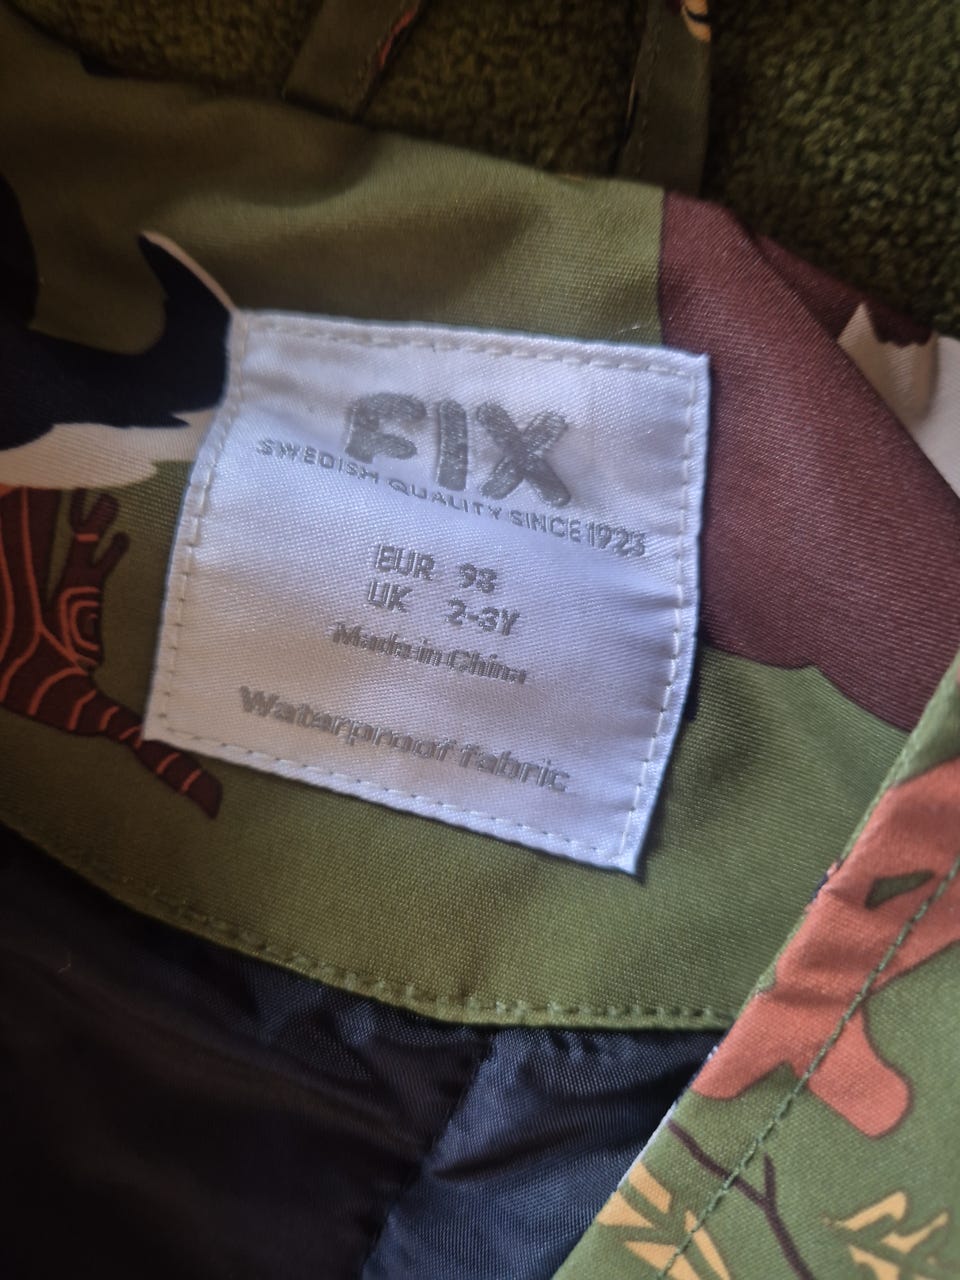 FIX
SWEDISH QUALITY SINCE 1923
EUR 98
UK 2-3Y
Made in China
Waterproof fabric